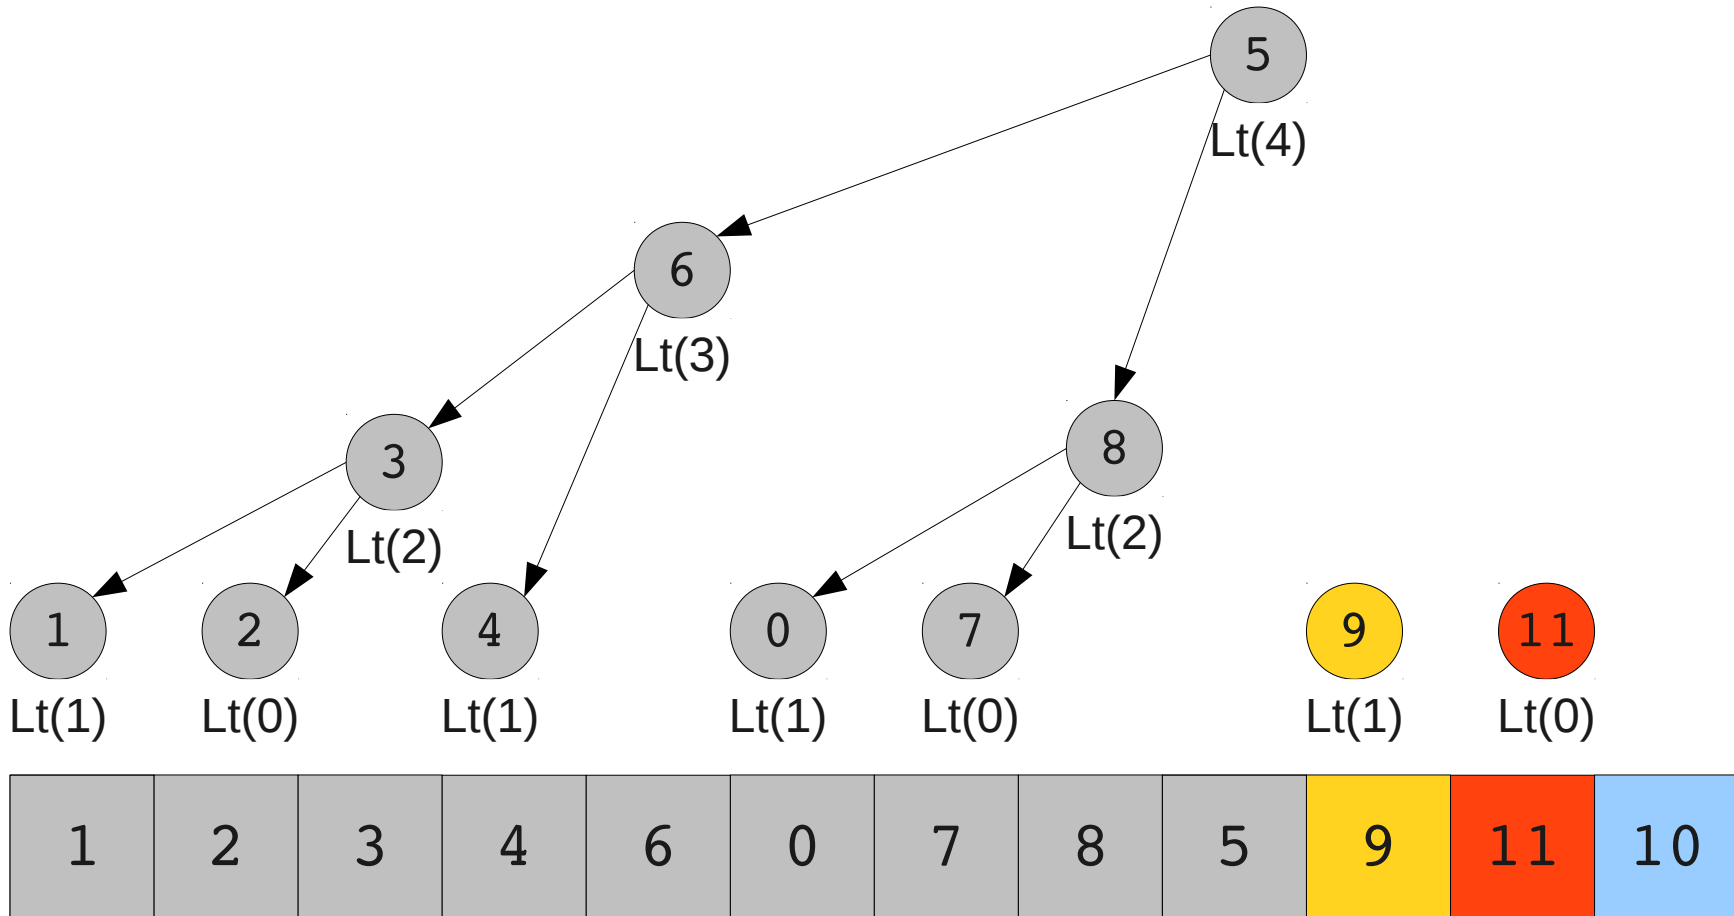 5
Lt(4)
6
Lt(3)
3
8
Lt(2)
Lt(2)
1 2 4 0 7 9 11
Lt(1) Lt(0) Lt(1) Lt(1) Lt(0) Lt(1) Lt(0)
1 2 3 4 6 0 7 8 5 9 11 10